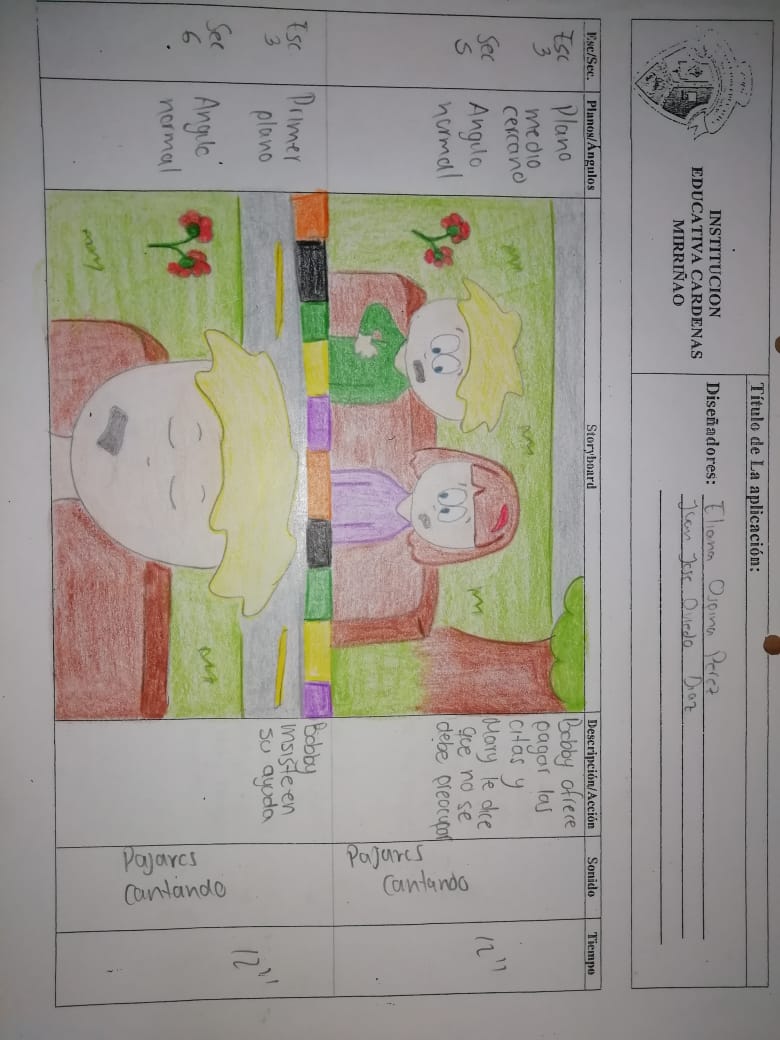 INSTITUCION
EDUCATIVA CARDENAS
MIRRIÑAO
Título de La aplicación:
Diseñadores: Eliana Ospina Perez
Juan Jose Oviedo Diaz
Esc/Sec.
Planos/Ángulos
Storyboard
Descripción/Acción
Sonido
Tiempo
Esc
3
Sec
5
Plano
medio
cercano
Angulo
normal
Bobby ofrece
pagar las
citas y
Mary le dice
que no se
debe preocupar
Pajares
Cantando
12"
Esc
3
Sec
6
Primer
plano
Angulo
normal
Bobby
insiste en
su ayuda
Pajares
Cantando
12"